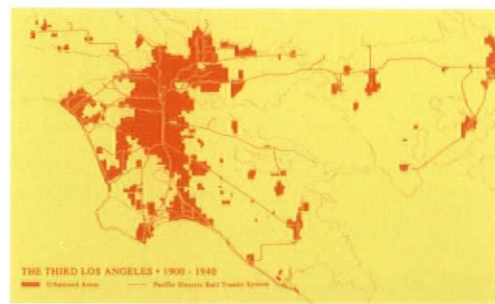 THE THIRD LOS ANGELES • 1900 - 1940
Urbanized Areas Pacific Electric Rail Transit System